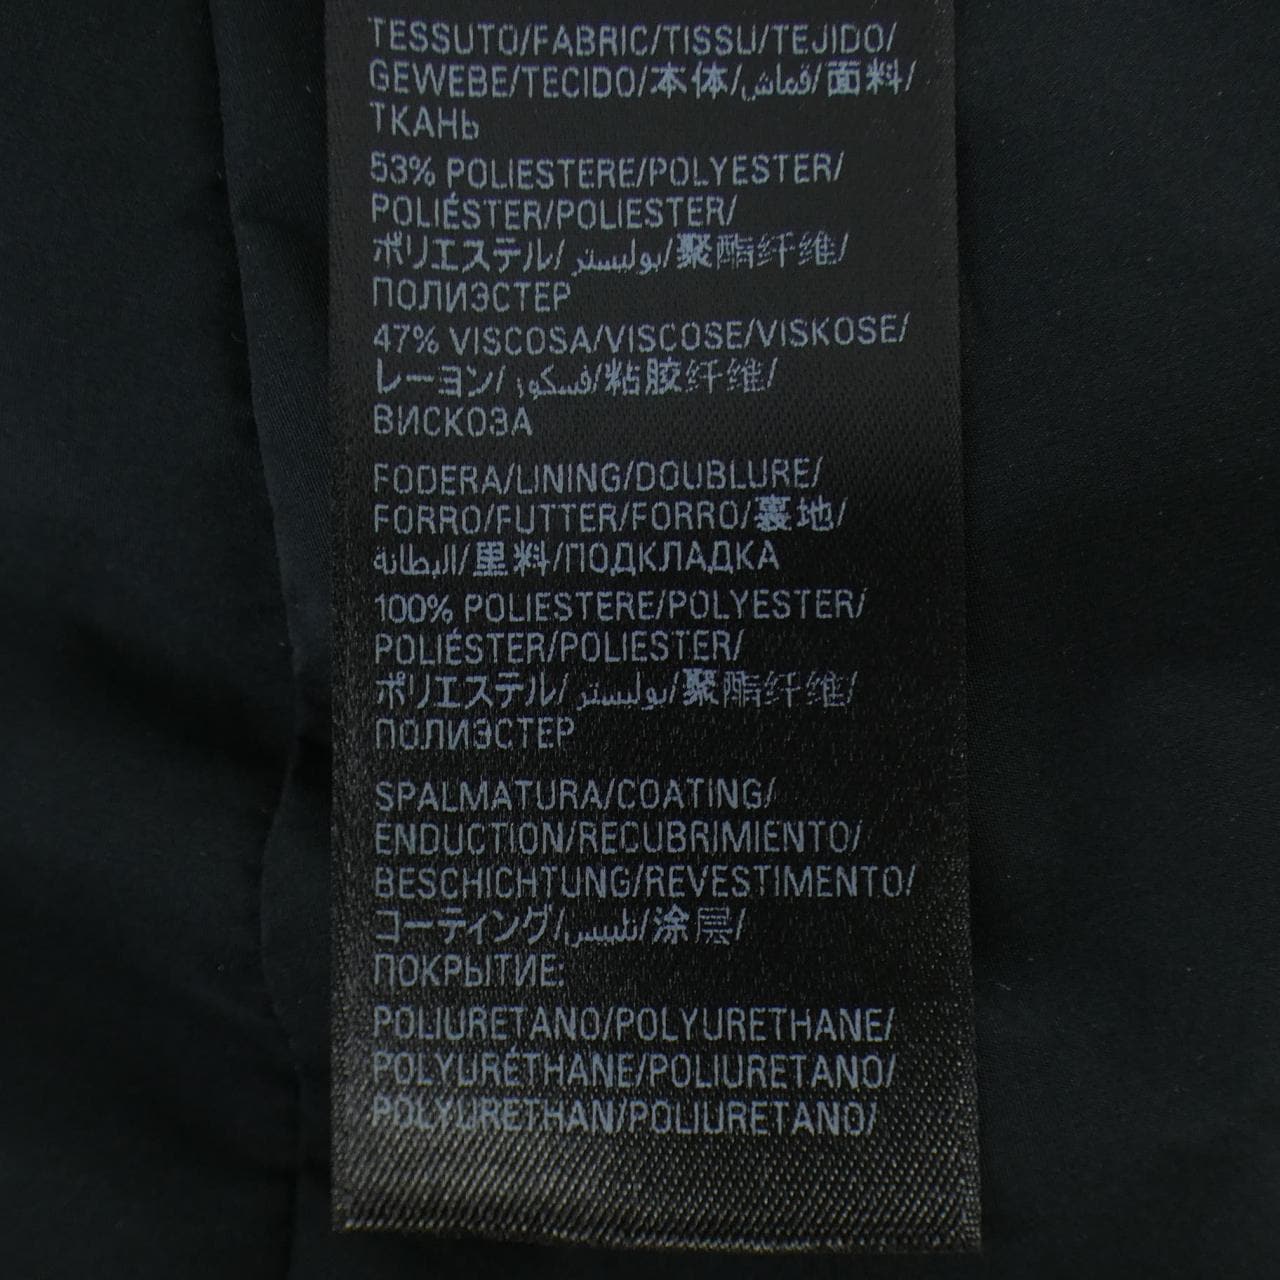 TESSUTO/FABRIC/TISSU/TEJIDO/
GEWEBE/TECIDO/本体/قماش/面料/
ТКАНЬ
53% POLIESTERE/POLYESTER/
POLIÉSTER/POLIESTER/
ポリエステル/بوليستر/聚酯纤维/
ПОЛИЭСТЕР
47% VISCOSA/VISCOSE/VISKOSE/
レーヨン/فسكوز/粘胶纤维/
ВИСКОЗА
FODERA/LINING/DOUBLURE/
FORRO/FUTTER/FORRO/裏地/
البطانة/里料/ПОДКЛАДКА
100% POLIESTERE/POLYESTER/
POLIÉSTER/POLIESTER/
ポリエステル/بوليستر/聚酯纤维/
ПОЛИЭСТЕР
SPALMATURA/COATING/
ENDUCTION/RECUBRIMIENTO/
BESCHICHTUNG/REVESTIMENTO/
コーティング/تلبيس/涂层/
ПОКРЫТИЕ:
POLIURETANO/POLYURETHANE/
POLYURÉTHANE/POLIURETANO/
POLYURETHAN/POLIURETANO/